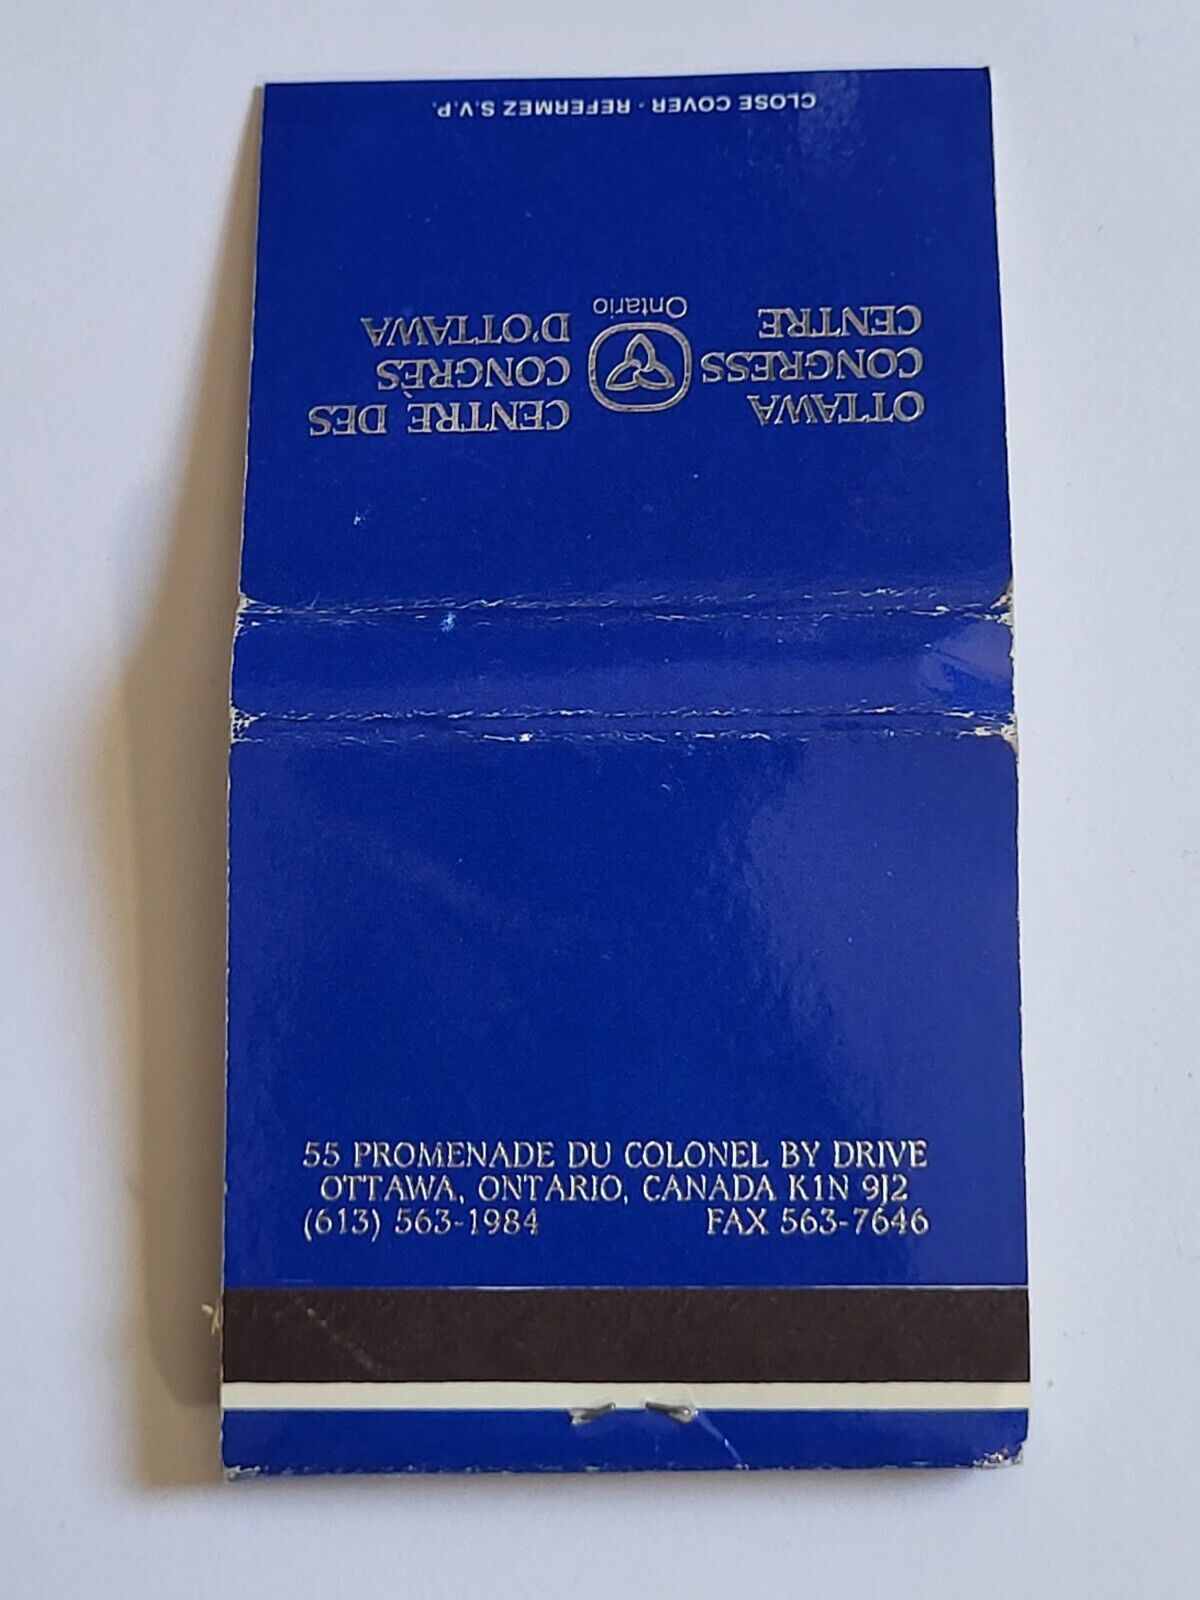 CLOSE COVER - REFERMEZ S.V.P.
OTTAWA
CONGRESS
CENTRE
Ontario
CENTRE DES
CONGRÈS
D'OTTAWA
55 PROMENADE DU COLONEL BY DRIVE
OTTAWA, ONTARIO, CANADA K1N 9J2
(613) 563-1984 FAX 563-7646